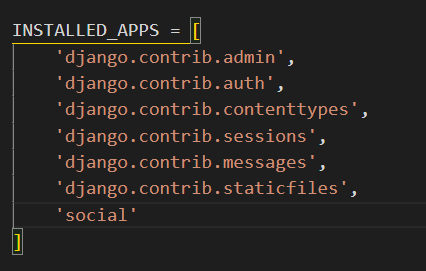 INSTALLED_APPS = [
'django.contrib.admin',
'django.contrib.auth',
'django.contrib.contenttypes',
'django.contrib.sessions',
'django.contrib.messages',
'django.contrib.staticfiles',
'social'
]